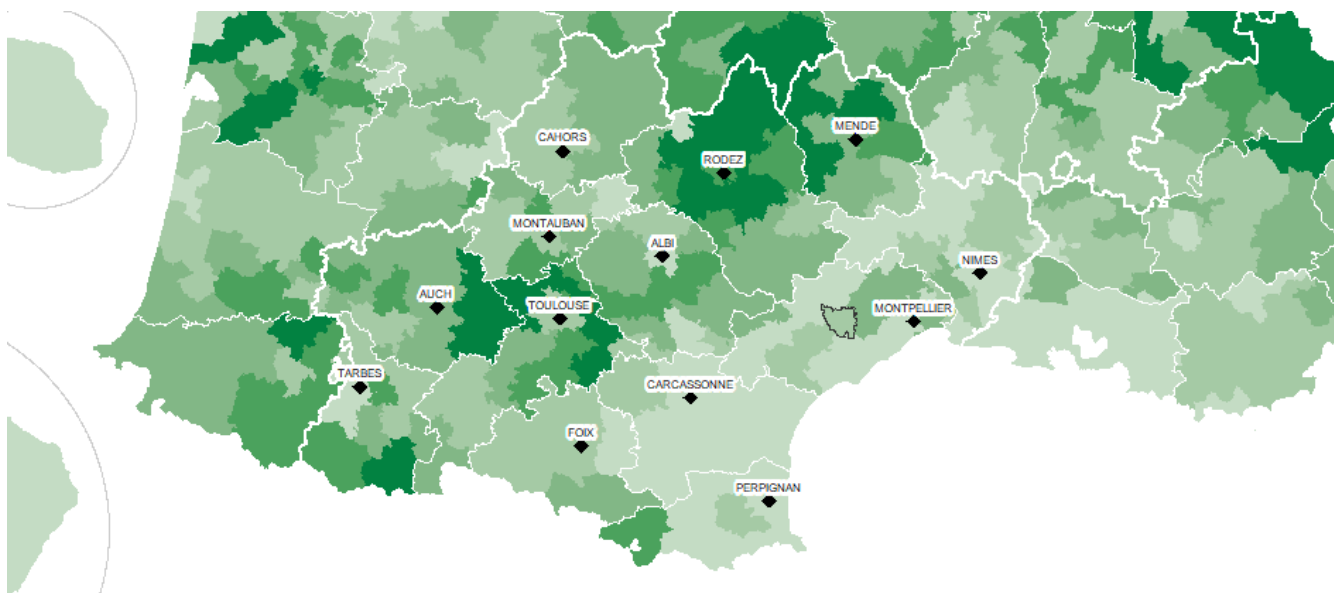 MENDE
CAHORS
RODEZ
MONTAUBAN
ALBI
NIMES
AUCH
TOULOUSE
MONTPELLIER
TARBES
CARCASSONNE
FOIX
PERPIGNAN